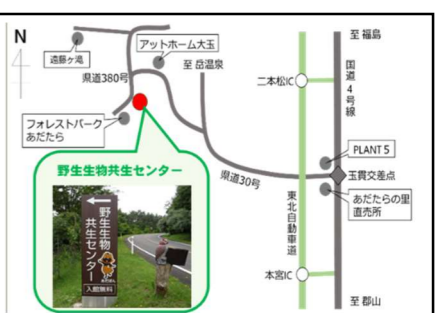 N
至 福島
アットホーム大玉
遠藤ヶ滝
至 岳温泉
県道380号
二本松IC
国道4号線
フォレストパーク
あだたら
PLANT 5
野生生物共生センター
県道30号
玉貫交差点
東北自動車道
あだたらの里
直売所
野生生物
共生センター
入館無料
本宮IC
至 郡山